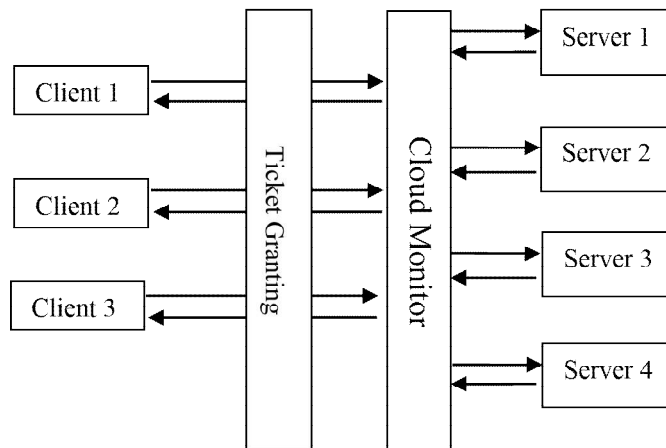 Client 1
Client 2
Client 3
Ticket Granting
Cloud Monitor
Server 1
Server 2
Server 3
Server 4